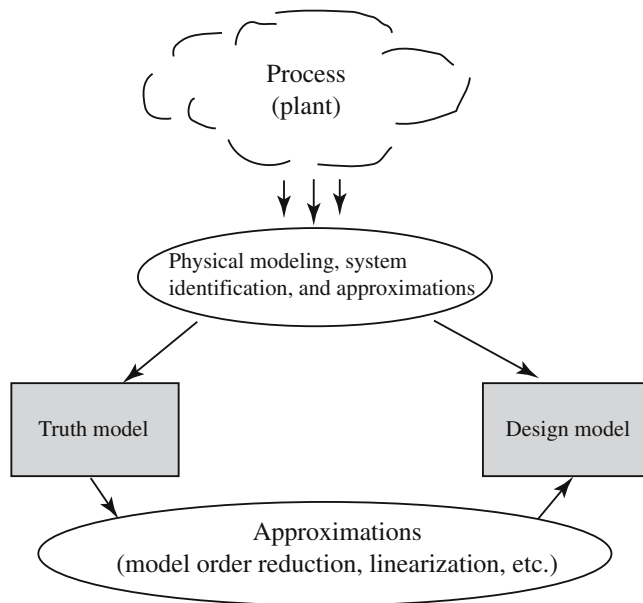 Process
(plant)
Physical modeling, system
identification, and approximations
Truth model
Design model
Approximations
(model order reduction, linearization, etc.)